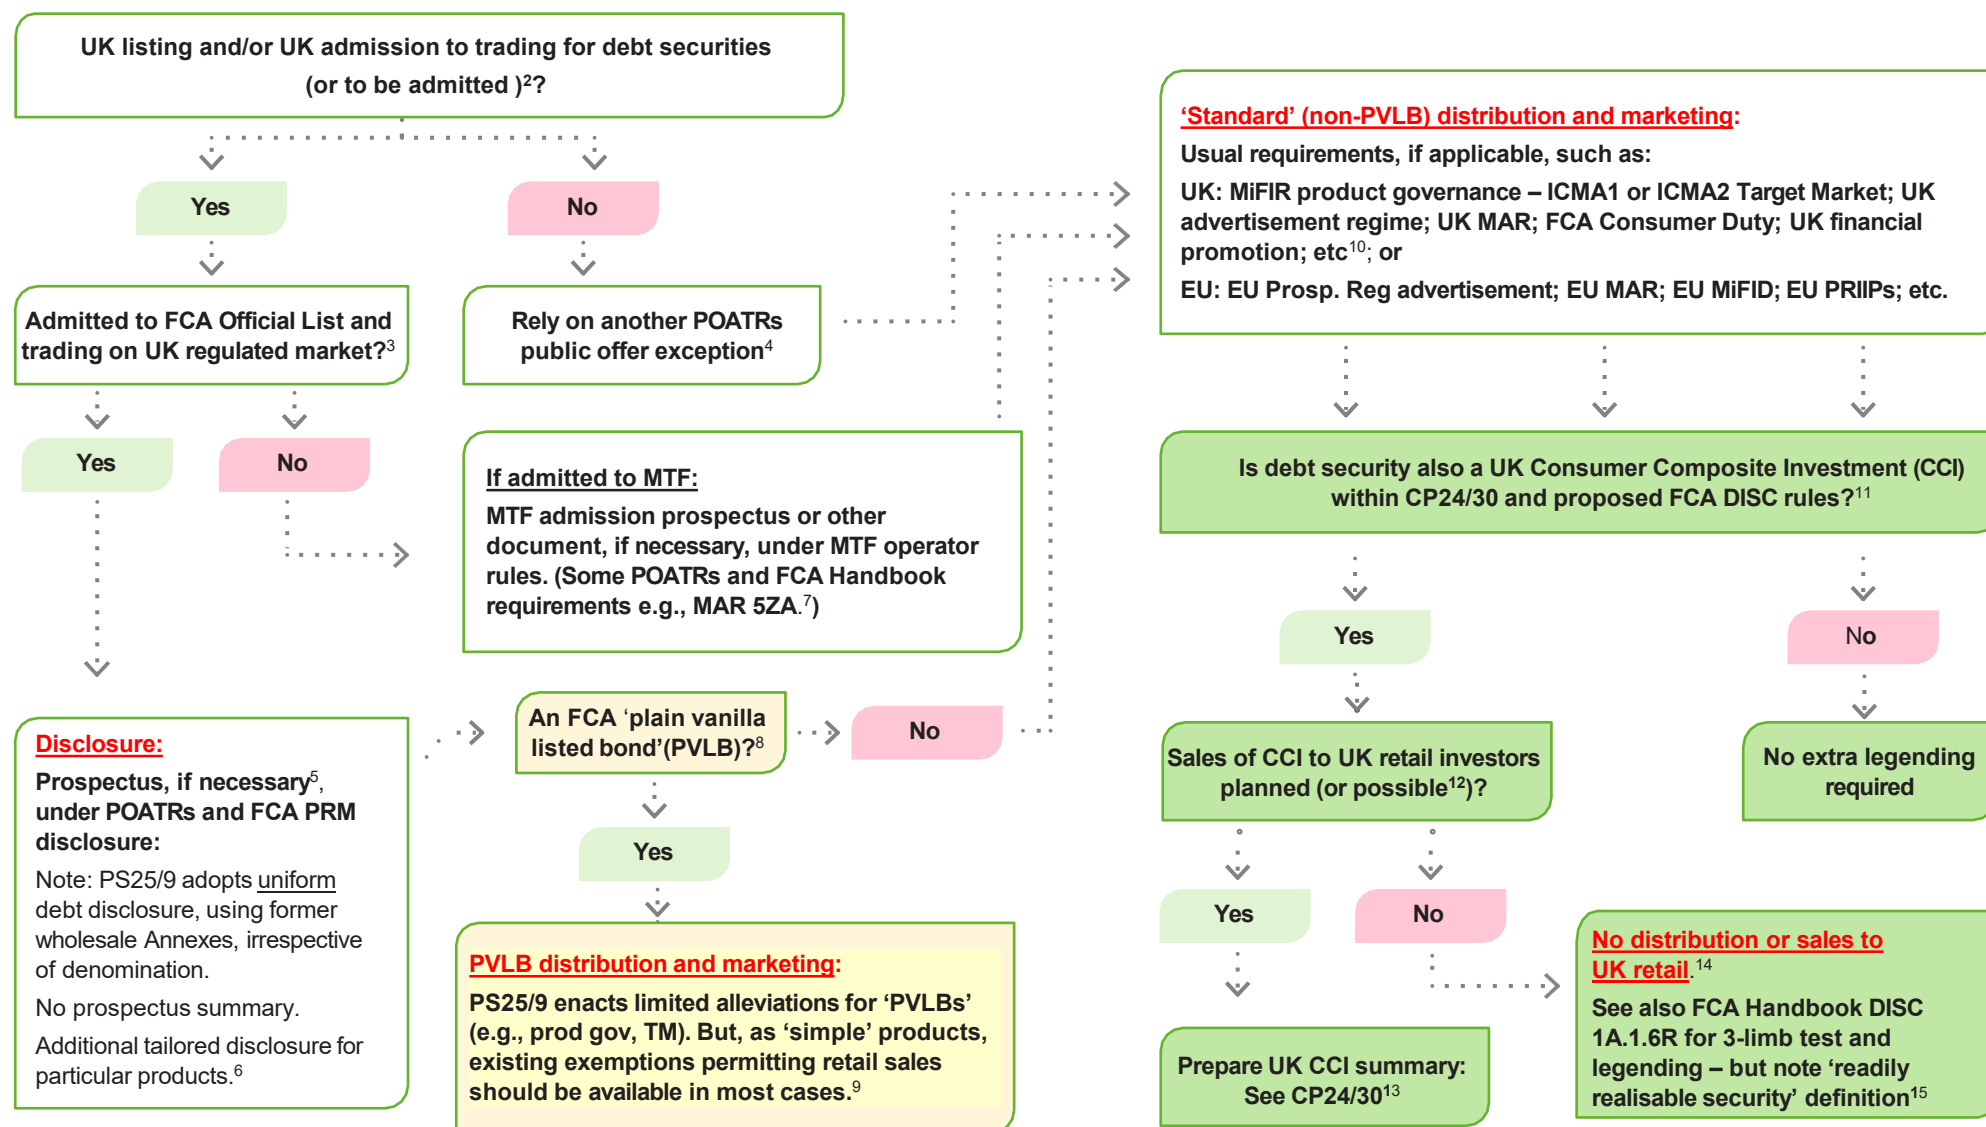 UK listing and/or UK admission to trading for debt securities
(or to be admitted )²?
Yes
No
Admitted to FCA Official List and
trading on UK regulated market?³
Rely on another POATRs
public offer exception⁴
Yes
No
If admitted to MTF:
MTF admission prospectus or other
document, if necessary, under MTF operator
rules. (Some POATRs and FCA Handbook
requirements e.g., MAR 5ZA.⁷)
Disclosure:
Prospectus, if necessary⁵,
under POATRs and FCA PRM
disclosure:
Note: PS25/9 adopts uniform
debt disclosure, using former
wholesale Annexes, irrespective
of denomination.
No prospectus summary.
Additional tailored disclosure for
particular products.⁶
An FCA ‘plain vanilla
listed bond’(PVLB)?⁸
No
Yes
PVLB distribution and marketing:
PS25/9 enacts limited alleviations for ‘PVLBs’
(e.g., prod gov, TM). But, as ‘simple’ products,
existing exemptions permitting retail sales
should be available in most cases.⁹
‘Standard’ (non-PVLB) distribution and marketing:
Usual requirements, if applicable, such as:
UK: MiFIR product governance – ICMA1 or ICMA2 Target Market; UK
advertisement regime; UK MAR; FCA Consumer Duty; UK financial
promotion; etc¹⁰; or
EU: EU Prosp. Reg advertisement; EU MAR; EU MiFID; EU PRIIPs; etc.
Is debt security also a UK Consumer Composite Investment (CCI)
within CP24/30 and proposed FCA DISC rules?¹¹
Yes
No
Sales of CCI to UK retail investors
planned (or possible¹²)?
No extra legending
required
Yes
No
Prepare UK CCI summary:
See CP24/30¹³
No distribution or sales to
UK retail.¹⁴
See also FCA Handbook DISC
1A.1.6R for 3-limb test and
legending – but note ‘readily
realisable security’ definition¹⁵